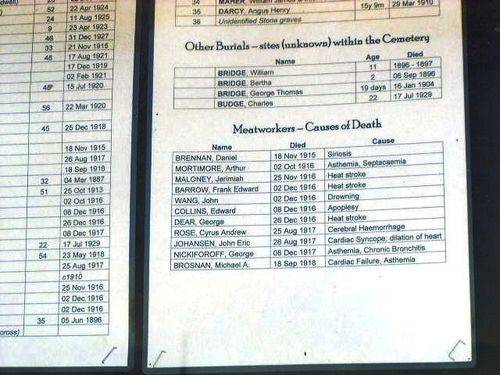 52 22 Apr 1924
24 11 Aug 1925
9 23 Apr 1923
46 31 Dec 1927
33 21 Nov 1915
48 17 Aug 1921
17 Dec 1919
02 Feb 1921
15 Jul 1920
56 22 Mar 1920
45 25 Dec 1918
18 Nov 1915
26 Aug 1917
18 Sep 1916
32 04 Mar 1887
51 25 Oct 1913
02 Oct 1916
08 Dec 1916
26 Dec 1916
08 Dec 1917
22 17 Jul 1929
54 23 May 1918
25 Aug 1917
c1910
25 Nov 1916
02 Dec 1916
02 Dec 1916
35 05 Jun 1896
34 MAHER, William James
35 DARCY, Angus Henry 15y 9m 29 Mar 1910
36 Unidentified Stone graves
Other Burials – sites (unknown) within the Cemetery
Name Age Died
BRIDGE, William 11 1896 - 1897
BRIDGE, Bertha 2 06 Sep 1896
BRIDGE, George Thomas 19 days 16 Jan 1904
BUDGE, Charles 22 17 Jul 1929
Meatworkers – Causes of Death
Name Died Cause
BRENNAN, Daniel 18 Nov 1915 Siriosis
MORTIMORE, Arthur 02 Oct 1916 Asthema, Septacaemia
MALONEY, Jerimiah 25 Nov 1916 Heat stroke
BARROW, Frank Edward 02 Dec 1916 Heat stroke
WANG, John 02 Dec 1916 Drowning
COLLINS, Edward 08 Dec 1916 Apoplesy
DEAR, George 26 Dec 1916 Heat stroke
ROSE, Cyrus Andrew 25 Aug 1917 Cerebral Haemorrhage
JOHANSEN, John Eric 26 Aug 1917 Cardiac Syncope: dilation of heart
NICKIFOROFF, George 08 Dec 1917 Asthema, Chronic Bronchitis
BROSNAN, Michael A. 18 Sep 1918 Cardiac Failure, Asthema